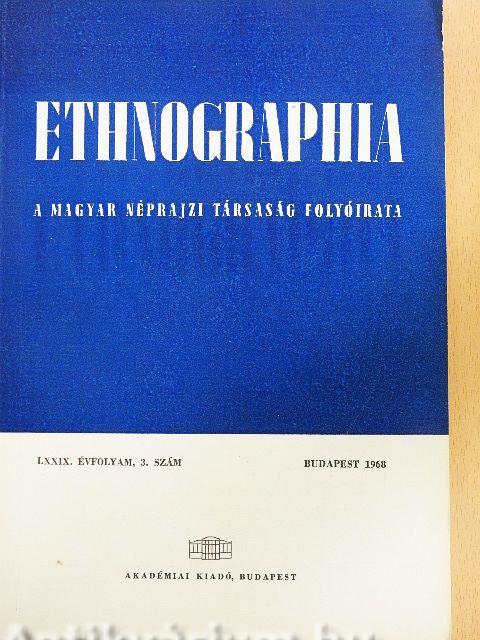 ETHNOGRAPHIA
A MAGYAR NÉPRAJZI TÁRSASÁG FOLYÓIRATA
LXXIX. ÉVFOLYAM, 3. SZÁM
BUDAPEST 1968
AKADÉMIAI KIADÓ, BUDAPEST